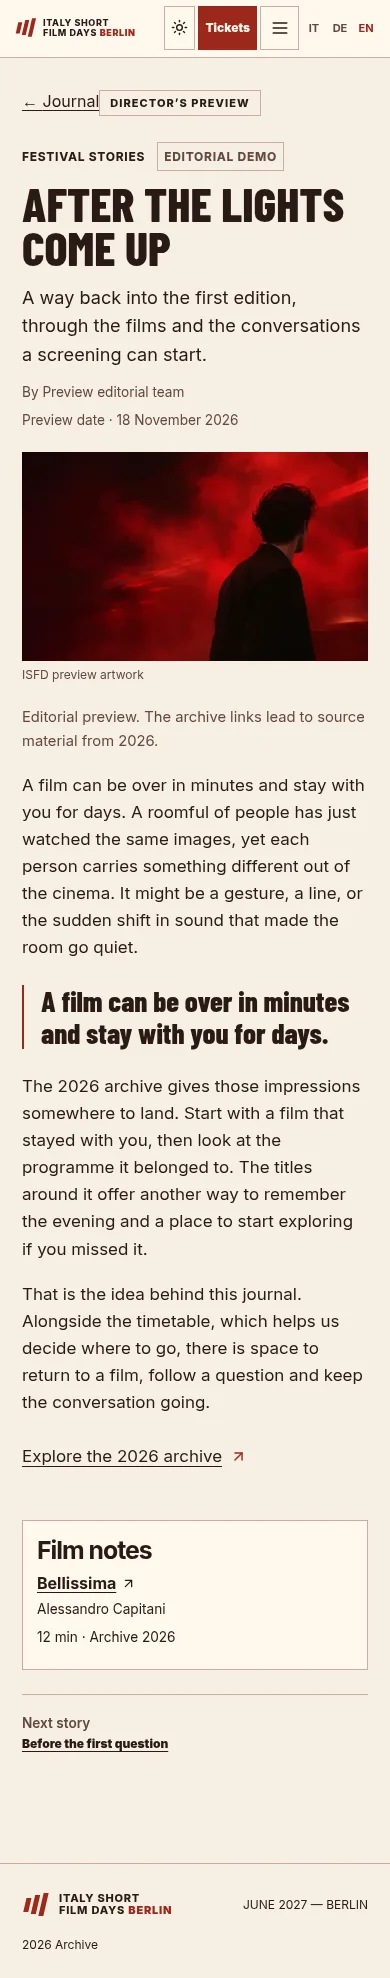 ITALY SHORT
FILM DAYS BERLIN
Tickets
IT DE EN
← Journal
DIRECTOR’S PREVIEW
FESTIVAL STORIES
EDITORIAL DEMO
AFTER THE LIGHTS
COME UP
A way back into the first edition,
through the films and the conversations
a screening can start.
By Preview editorial team
Preview date · 18 November 2026
ISFD preview artwork
Editorial preview. The archive links lead to source
material from 2026.
A film can be over in minutes and stay with
you for days. A roomful of people has just
watched the same images, yet each
person carries something different out of
the cinema. It might be a gesture, a line, or
the sudden shift in sound that made the
room go quiet.
A film can be over in minutes
and stay with you for days.
The 2026 archive gives those impressions
somewhere to land. Start with a film that
stayed with you, then look at the
programme it belonged to. The titles
around it offer another way to remember
the evening and a place to start exploring
if you missed it.
That is the idea behind this journal.
Alongside the timetable, which helps us
decide where to go, there is space to
return to a film, follow a question and keep
the conversation going.
Explore the 2026 archive
Film notes
Bellissima
Alessandro Capitani
12 min · Archive 2026
Next story
Before the first question
ITALY SHORT
FILM DAYS BERLIN
JUNE 2027 — BERLIN
2026 Archive